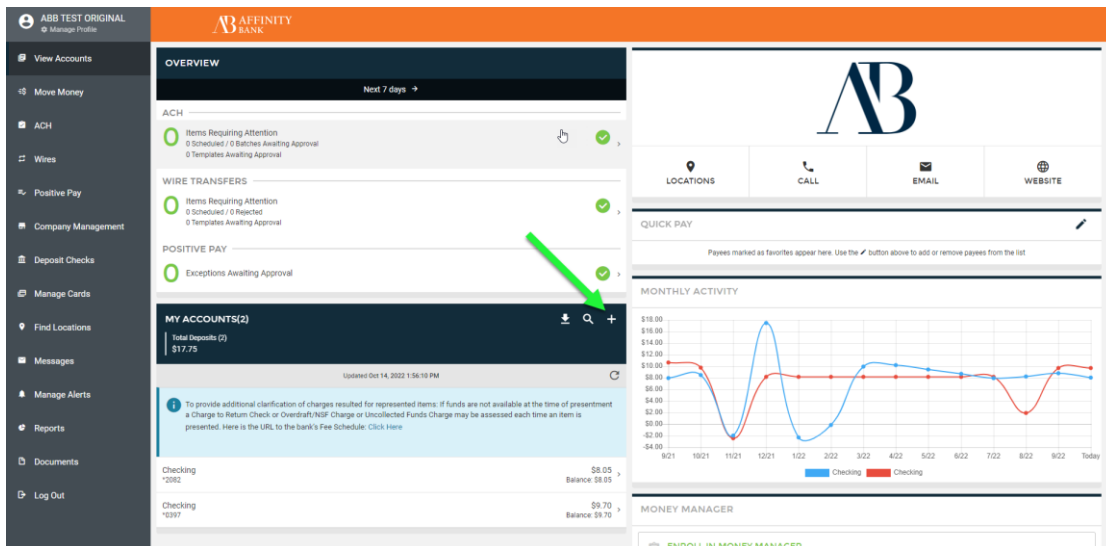 ABB TEST ORIGINAL
Manage Profile
View Accounts
Move Money
ACH
Wires
Positive Pay
Company Management
Deposit Checks
Manage Cards
Find Locations
Messages
Manage Alerts
Reports
Documents
Log Out
AB AFFINITY
BANK
OVERVIEW
Next 7 days →
ACH
0 Items Requiring Attention
0 Scheduled / 0 Batches Awaiting Approval
0 Templates Awaiting Approval
WIRE TRANSFERS
0 Items Requiring Attention
0 Scheduled / 0 Rejected
0 Templates Awaiting Approval
POSITIVE PAY
0 Exceptions Awaiting Approval
MY ACCOUNTS(2)
Total Deposits (2)
$17.75
Updated Oct 14, 2022 1:56:10 PM
To provide additional clarification of charges resulted for represented items: If funds are not available at the time of presentment
a Charge to Return Check or Overdraft/NSF Charge or Uncollected Funds Charge may be assessed each time an item is
presented. Here is the URL to the bank's Fee Schedule: Click Here
Checking $8.05
*2082 Balance: $8.05
Checking $9.70
*0397 Balance: $9.70
AB
LOCATIONS CALL EMAIL WEBSITE
QUICK PAY
Payees marked as favorites appear here. Use the button above to add or remove payees from the list
MONTHLY ACTIVITY
$18.00
$16.00
$14.00
$12.00
$10.00
$8.00
$6.00
$4.00
$2.00
$0.00
-$2.00
-$4.00
9/21 10/21 11/21 12/21 1/22 2/22 3/22 4/22 5/22 6/22 7/22 8/22 9/22 Today
Checking Checking
MONEY MANAGER
ENROLL IN MONEY MANAGER